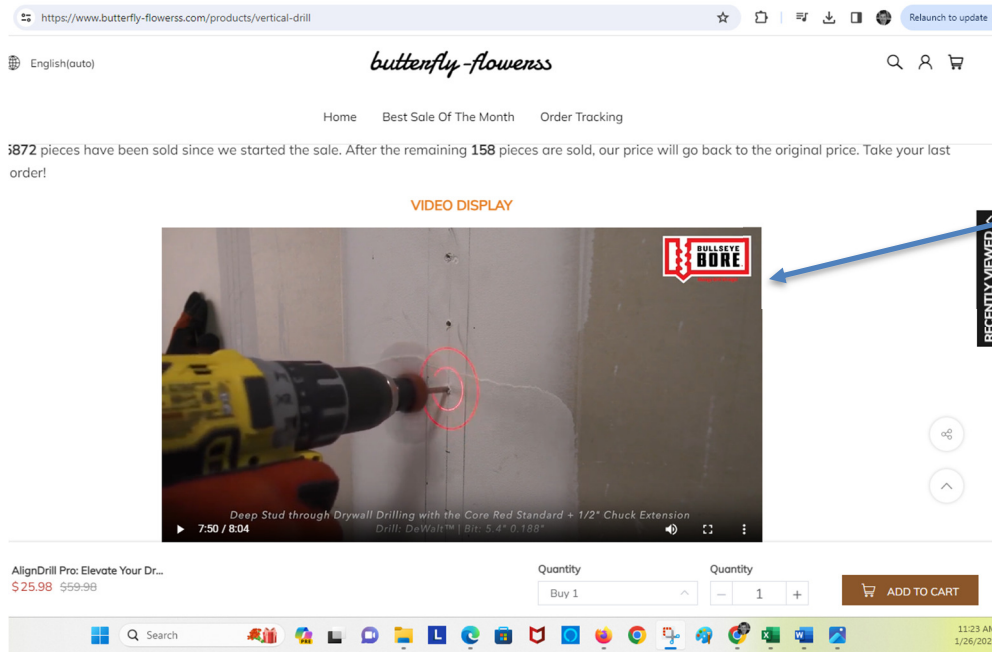 https://www.butterfly-flowerss.com/products/vertical-drill
Relaunch to update
English(auto)
butterfly-flowerss
Home Best Sale Of The Month Order Tracking
5872 pieces have been sold since we started the sale. After the remaining 158 pieces are sold, our price will go back to the original price. Take your last
order!
VIDEO DISPLAY
BULLSEYE
BORE
RECENTLY VIEWED
Deep Stud through Drywall Drilling with the Core Red Standard + 1/2" Chuck Extension
Drill: DeWalt™ | Bit: 5.4" 0.188"
7:50 / 8:04
AlignDrill Pro: Elevate Your Dr...
$25.98 $59.98
Quantity
Buy 1
Quantity
1
ADD TO CART
Search
11:23 AM
1/26/202